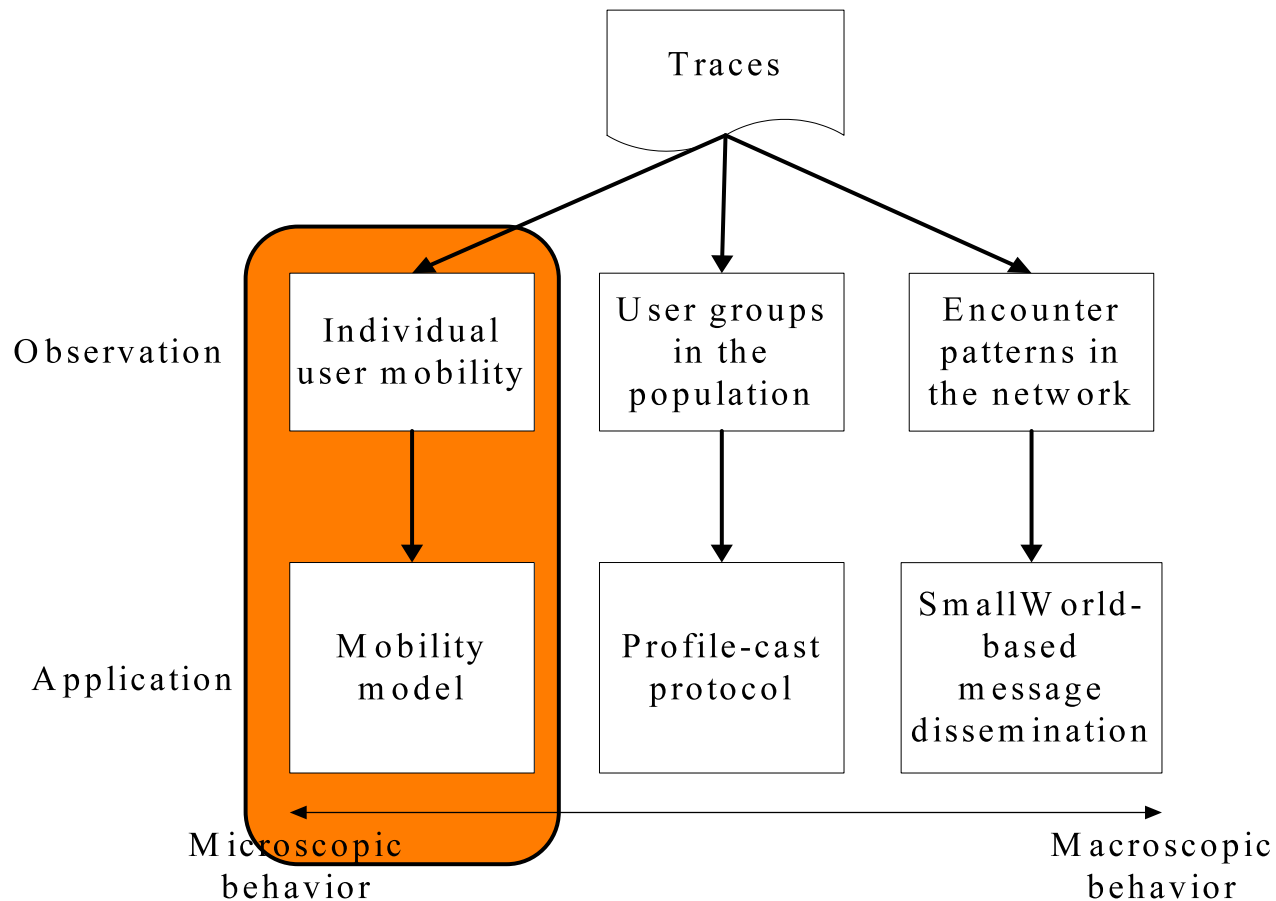 Traces
Observation
Individual
user mobility
User groups
in the
population
Encounter
patterns in
the network
Application
Mobility
model
Profile-cast
protocol
SmallWorld-
based
message
dissemination
Microscopic
behavior
Macroscopic
behavior